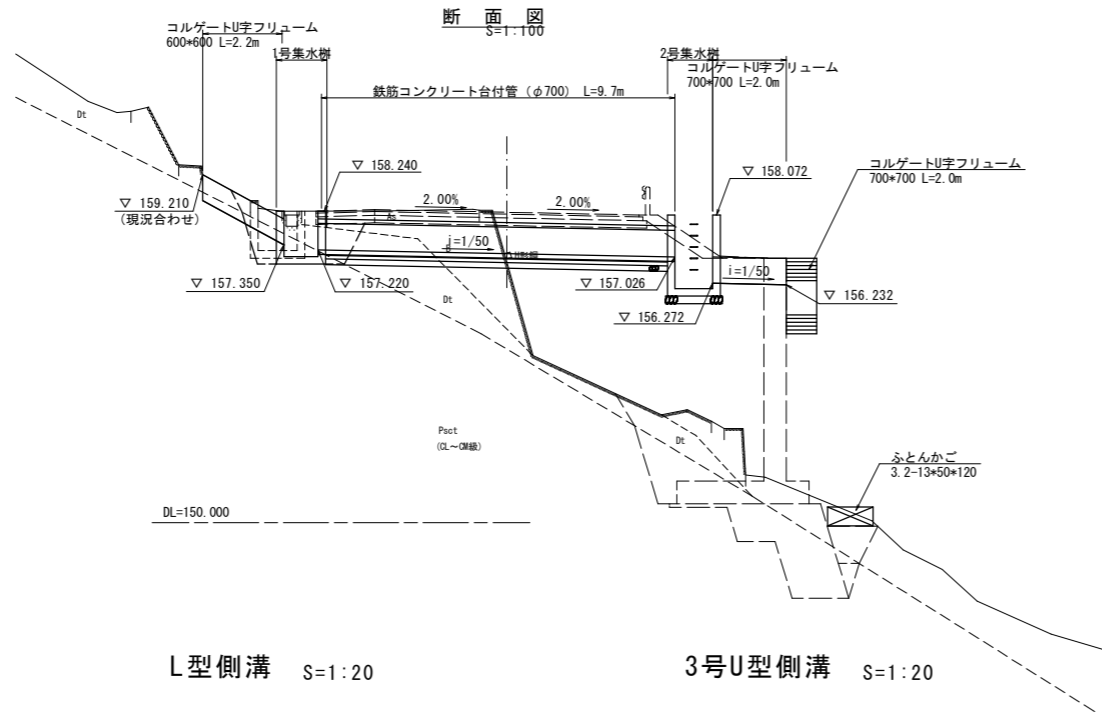 断 面 図
S=1:100
コルゲートU字フリューム
600*600 L=2.2m
1号集水桝
2号集水桝
コルゲートU字フリューム
700*700 L=2.0m
鉄筋コンクリート台付管（φ700） L=9.7m
Dt
▽ 158.240
▽ 158.072
コルゲートU字フリューム
700*700 L=2.0m
▽ 159.210
(現況合わせ)
2.00%
2.00%
As
i=1/50
i=1/50
▽ 157.350
▽ 157.220
▽ 157.026
▽ 156.232
▽ 156.272
Dt
Psct
(CL～CM級)
Dt
ふとんかご
3.2-13*50*120
DL=150.000
L型側溝 S=1:20
3号U型側溝 S=1:20